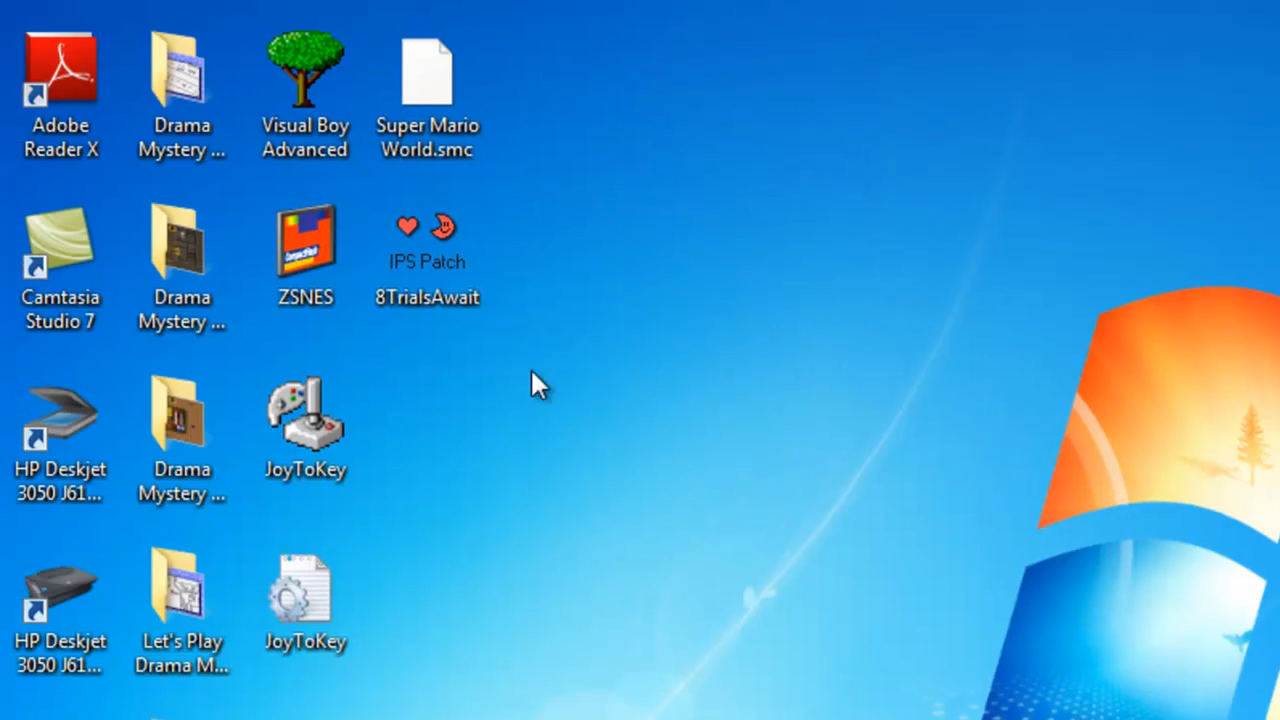 Adobe
Reader X
Drama
Mystery ...
Visual Boy
Advanced
Super Mario
World.smc
Camtasia
Studio 7
Drama
Mystery ...
CompactFlash
ZSNES
IPS Patch
8TrialsAwait
HP Deskjet
3050 J61...
Drama
Mystery ...
JoyToKey
HP Deskjet
3050 J61...
Let's Play
Drama M...
JoyToKey